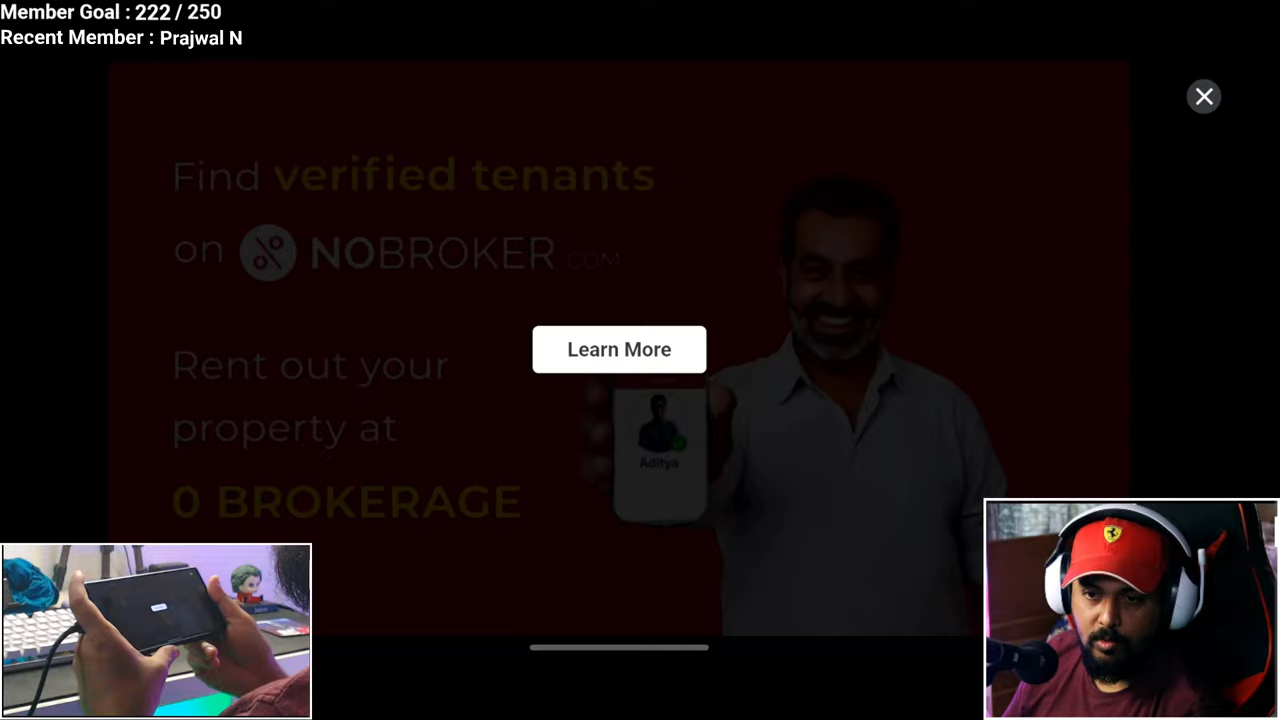 Member Goal : 222 / 250
Recent Member : Prajwal N
Find verified tenants
on NOBROKER.COM
Learn More
Rent out your
property at
Aditya
0 BROKERAGE